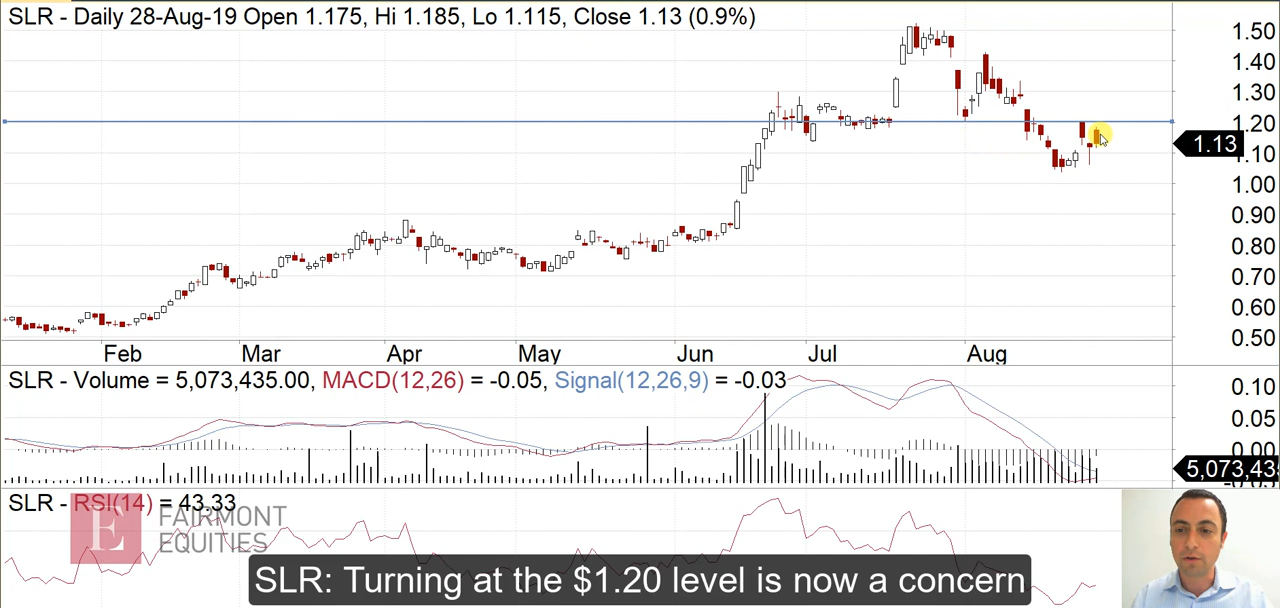 SLR - Daily 28-Aug-19 Open 1.175, Hi 1.185, Lo 1.115, Close 1.13 (0.9%)
1.50
1.40
1.30
1.20
1.13
1.10
1.00
0.90
0.80
0.70
0.60
0.50
Feb Mar Apr May Jun Jul Aug
SLR - Volume = 5,073,435.00, MACD(12,26) = -0.05, Signal(12,26,9) = -0.03
0.10
0.05
0.00
5,073,43
-0.05
SLR - RSI(14) = 43.33
E FAIRMONT
EQUITIES
SLR: Turning at the $1.20 level is now a concern